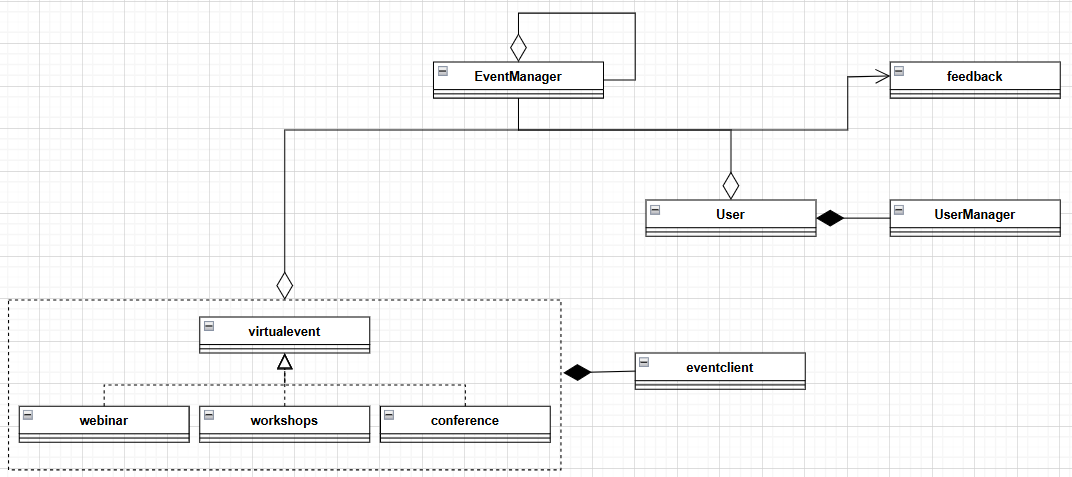 EventManager
feedback
User
UserManager
virtualevent
eventclient
webinar
workshops
conference